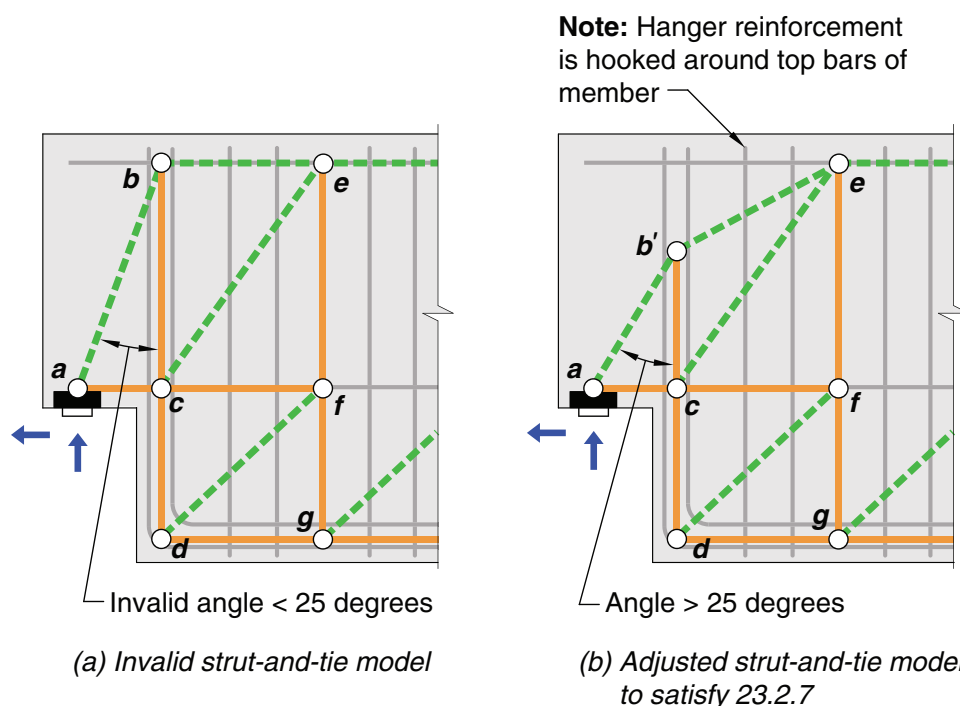 Note: Hanger reinforcement
is hooked around top bars of
member
b
e
a
c
f
d
g
Invalid angle < 25 degrees
(a) Invalid strut-and-tie model
e
b'
a
c
f
d
g
Angle > 25 degrees
(b) Adjusted strut-and-tie model
to satisfy 23.2.7